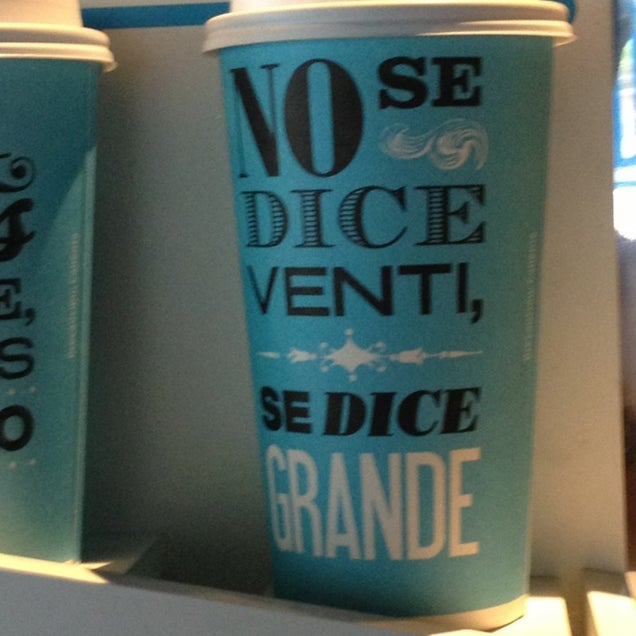 NO SE
DICE
VENTI,
SE DICE
GRANDE